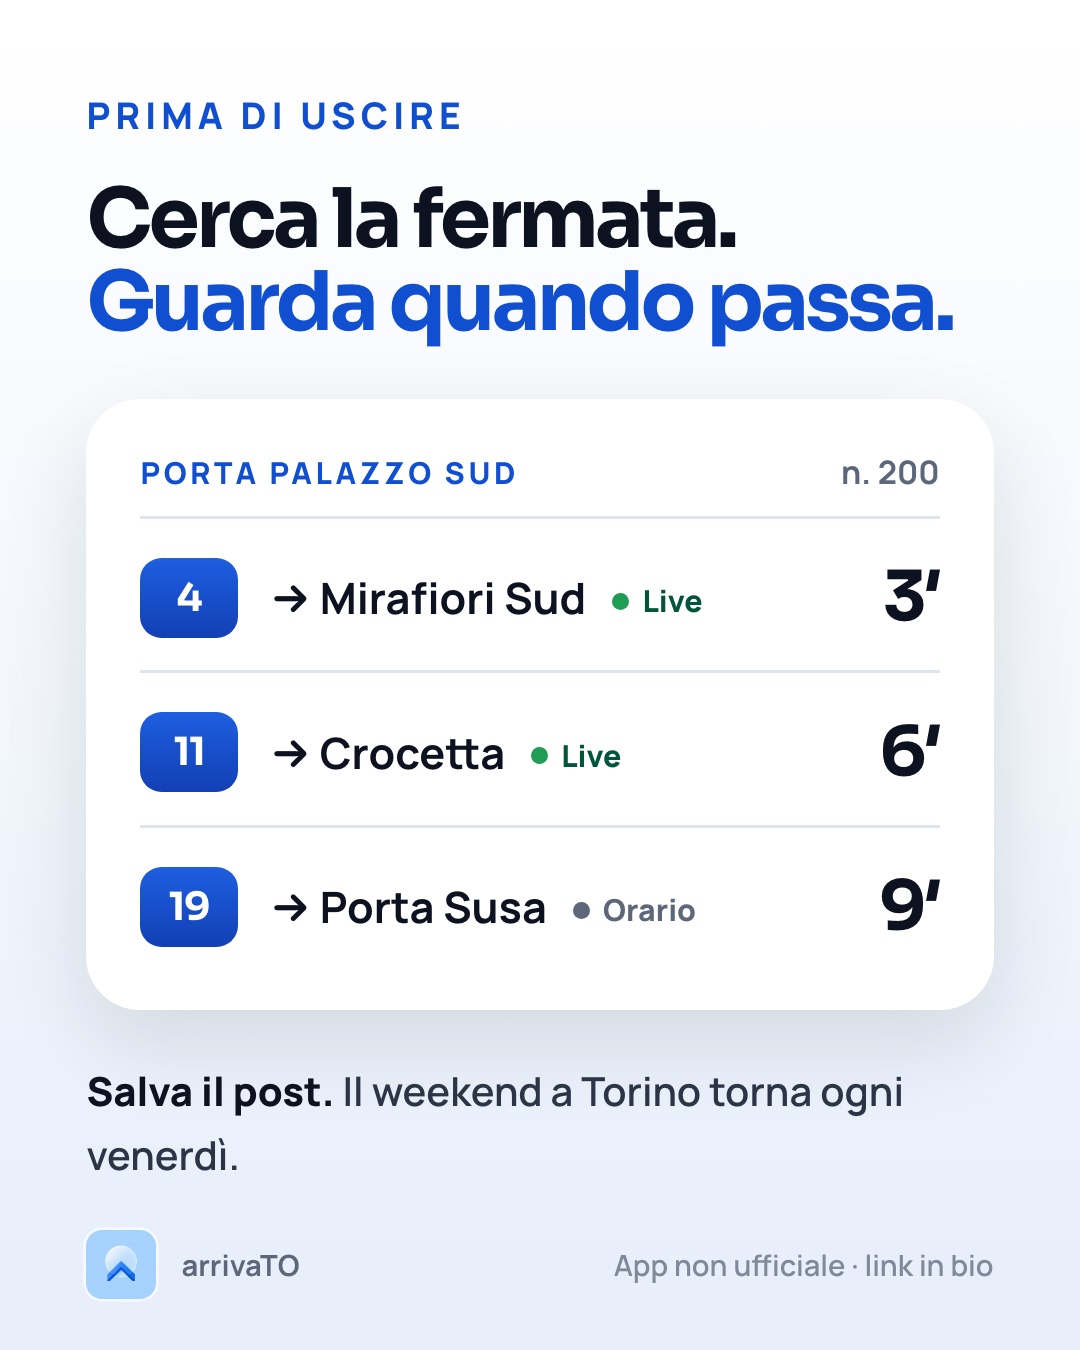 PRIMA DI USCIRE
Cerca la fermata.
Guarda quando passa.
PORTA PALAZZO SUD n. 200
4 → Mirafiori Sud ● Live 3′
11 → Crocetta ● Live 6′
19 → Porta Susa ● Orario 9′
Salva il post. Il weekend a Torino torna ogni
venerdì.
arrivaTO App non ufficiale · link in bio